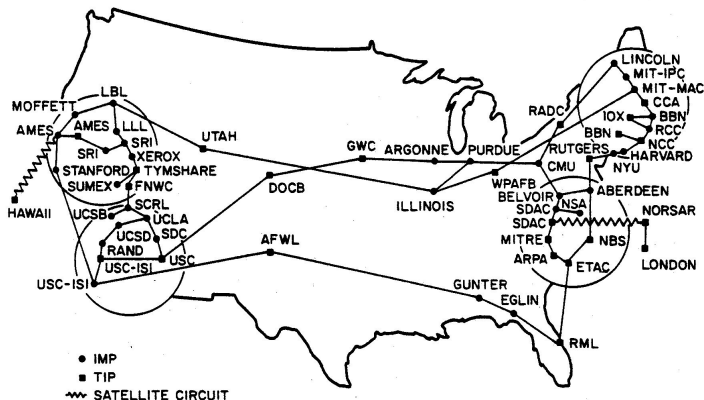 LINCOLN
MIT-IPC
MIT-MAC
CCA
RADC
10X
BBN
RCC
BBN
NCC
HARVARD
NYU
RUTGERS
LBL
MOFFETT
AMES
AMES
LLL
SRI
SRI
XEROX
STANFORD
TYMSHARE
SUMEX
FNWC
HAWAII
UTAH
GWC
ARGONNE
PURDUE
CMU
WPAFB
DOCB
ILLINOIS
BELVOIR
ABERDEEN
SDAC
NSA
SDAC
NORSAR
MITRE
NBS
ARPA
ETAC
LONDON
SCRL
UCSB
UCLA
UCSD
SDC
RAND
USC-ISI
USC
USC-ISI
AFWL
GUNTER
EGLIN
RML
IMP
TIP
SATELLITE CIRCUIT